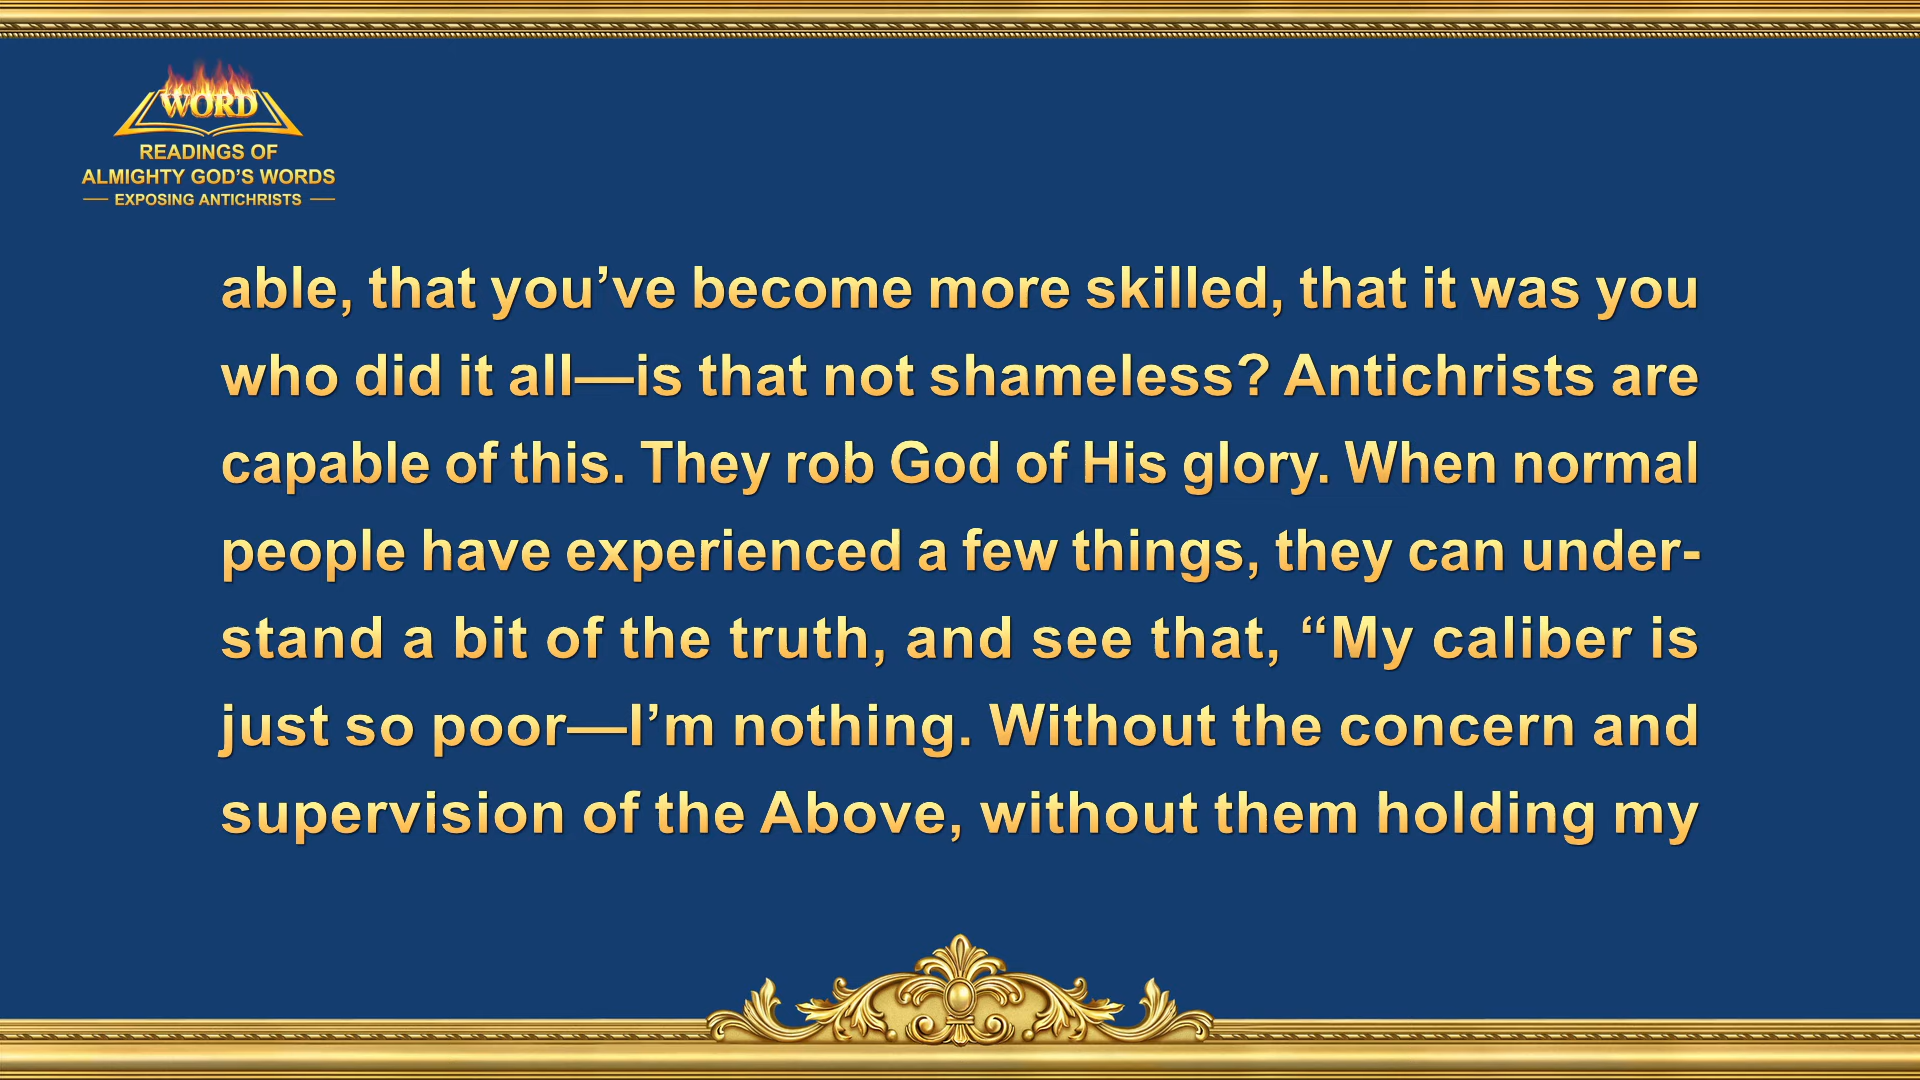 WORD
READINGS OF
ALMIGHTY GOD’S WORDS
EXPOSING ANTICHRISTS
able, that you’ve become more skilled, that it was you
who did it all—is that not shameless? Antichrists are
capable of this. They rob God of His glory. When normal
people have experienced a few things, they can under-
stand a bit of the truth, and see that, “My caliber is
just so poor—I’m nothing. Without the concern and
supervision of the Above, without them holding my